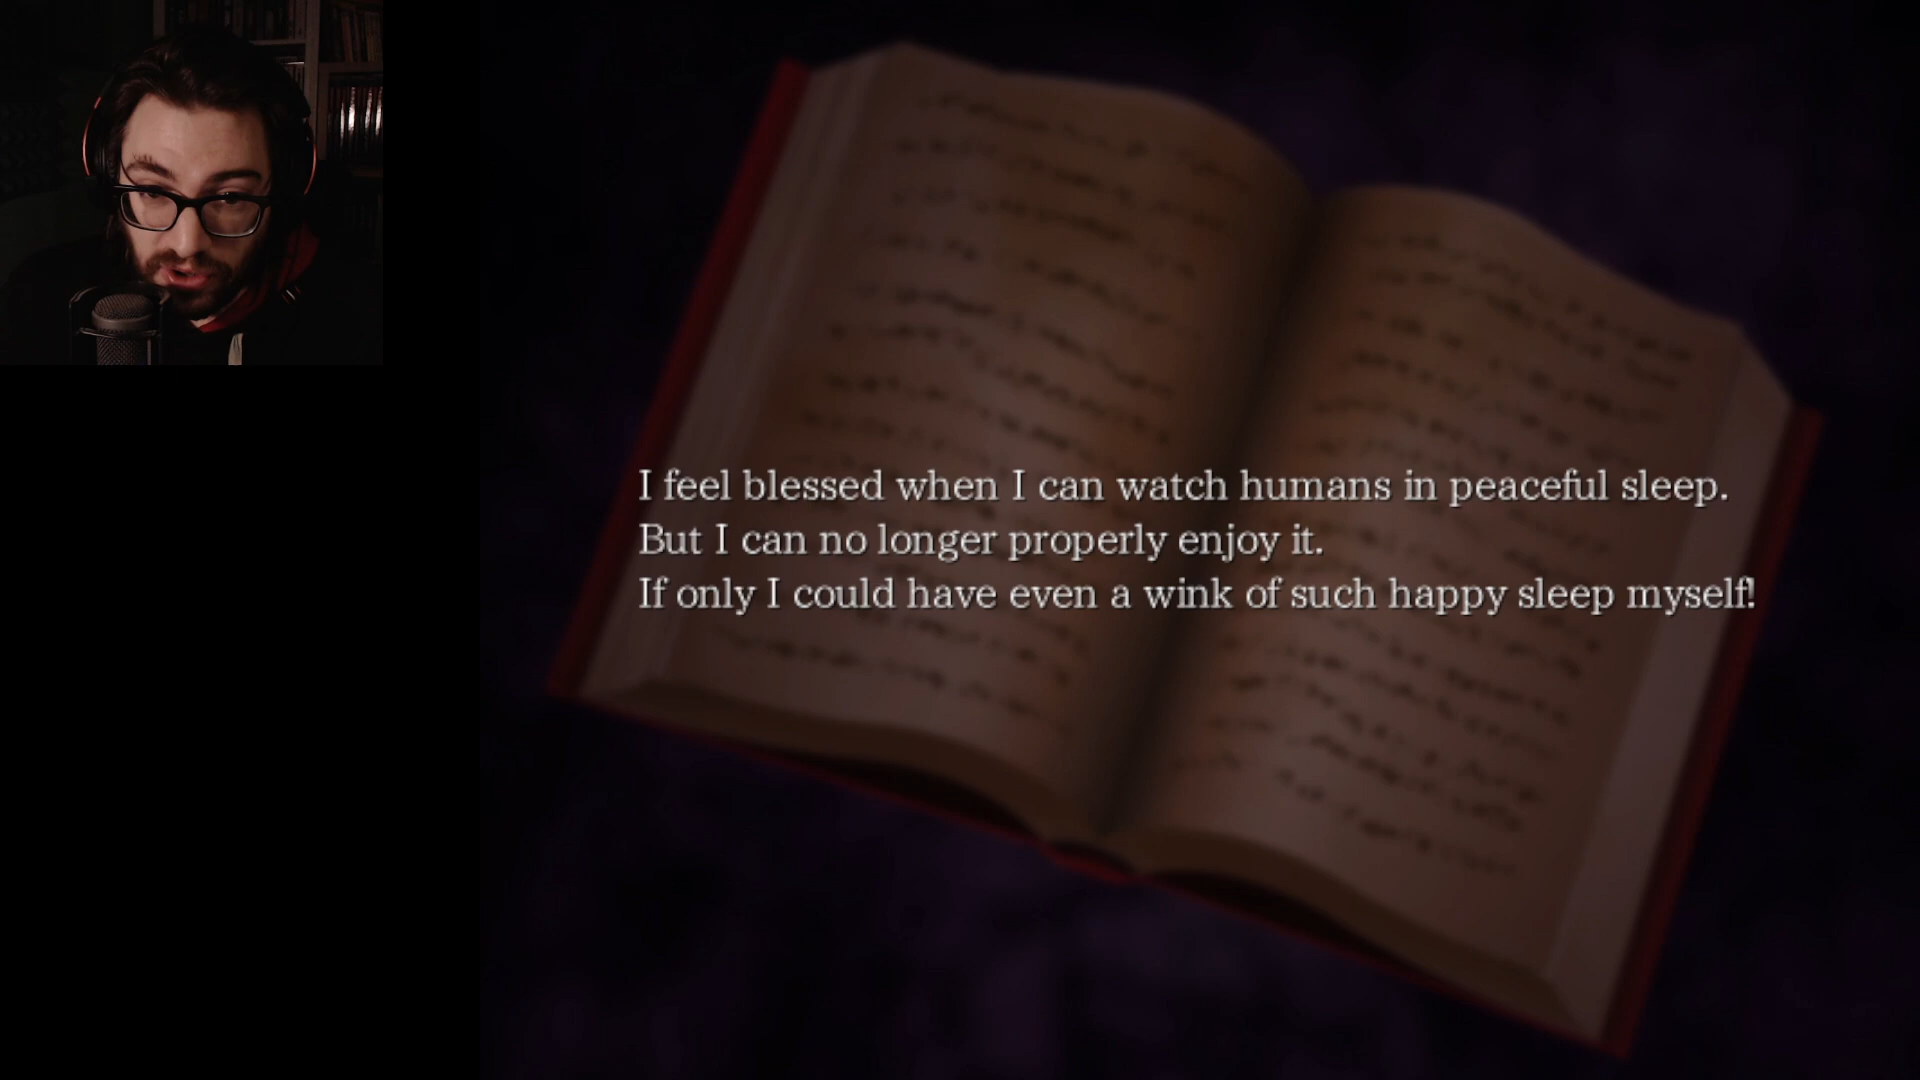 I feel blessed when I can watch humans in peaceful sleep.
But I can no longer properly enjoy it.
If only I could have even a wink of such happy sleep myself!